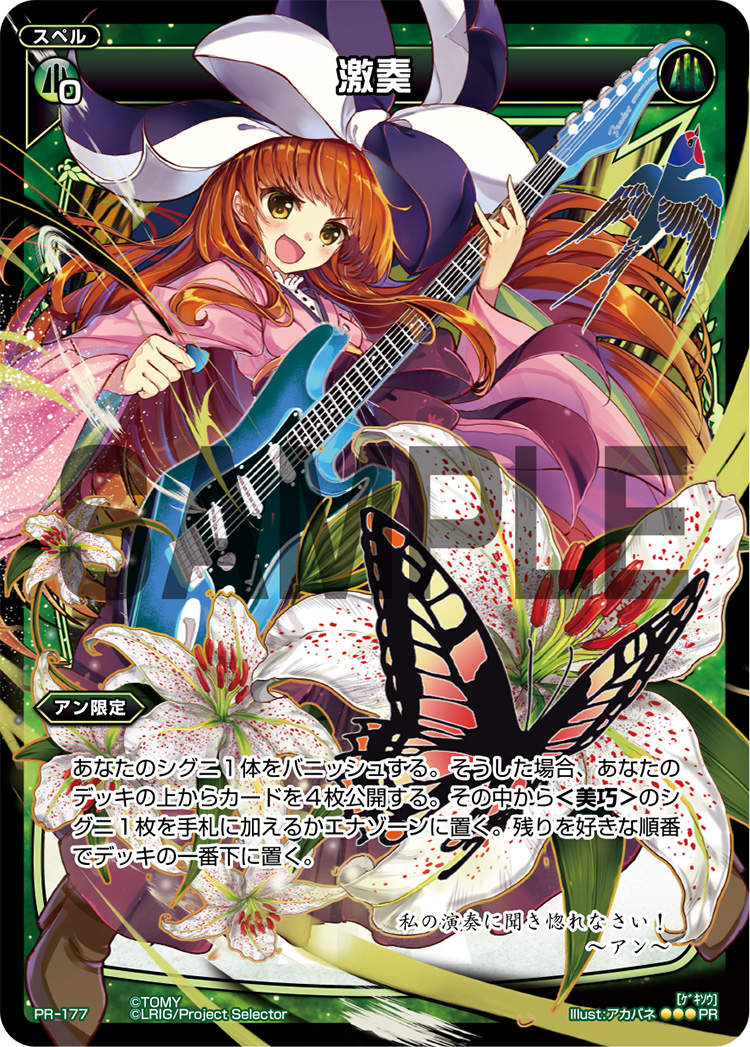 スペル
0
激奏
Fender
SAMPLE
アン限定
あなたのシグニ１体をバニッシュする。そうした場合、あなたの
デッキの上からカードを４枚公開する。その中から＜美巧＞のシ
グニ１枚を手札に加えるかエナゾーンに置く。残りを好きな順番
でデッキの一番下に置く。
私の演奏に聞き惚れなさい！
～アン～
©TOMY
©LRIG/Project Selector
PR-177
[ｹﾞｷｿｳ]
Illust:アカバネ PR